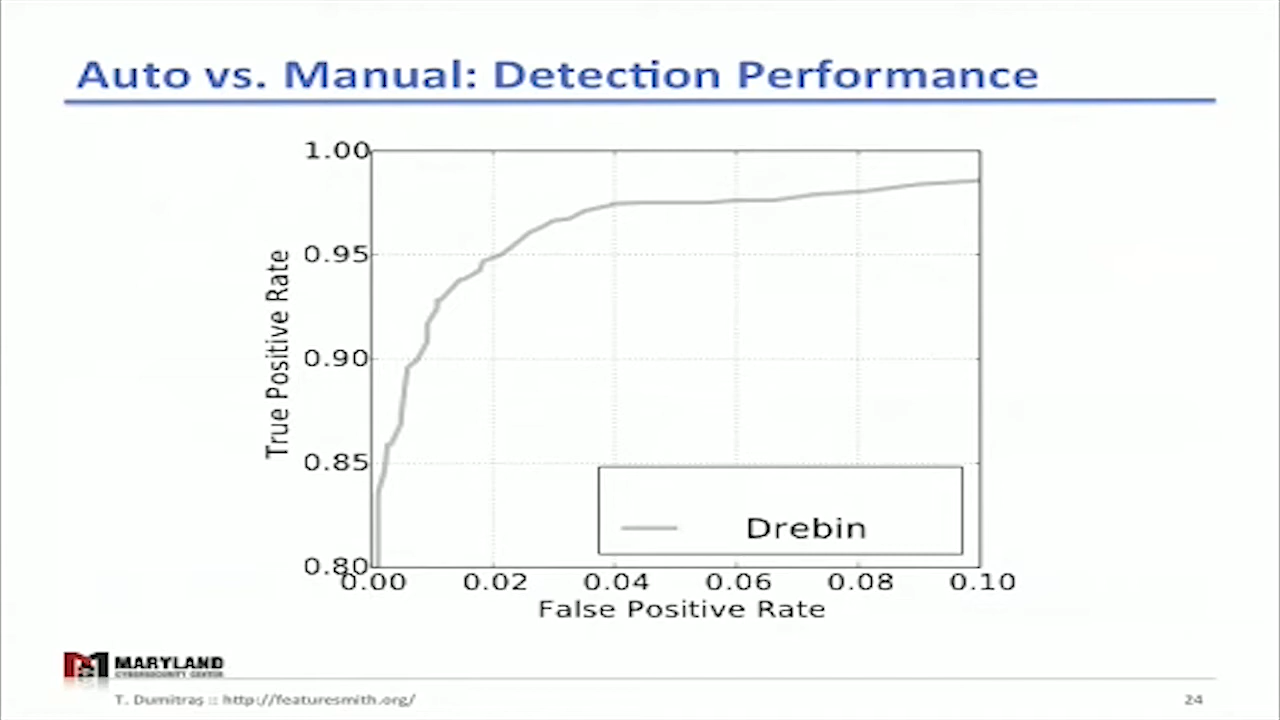 Auto vs. Manual: Detection Performance
1.00
0.95
0.90
0.85
0.80
True Positive Rate
Drebin
0.00 0.02 0.04 0.06 0.08 0.10
False Positive Rate
MARYLAND
CYBERSECURITY CENTER
T. Dumitraş :: http://featuresmith.org/
24